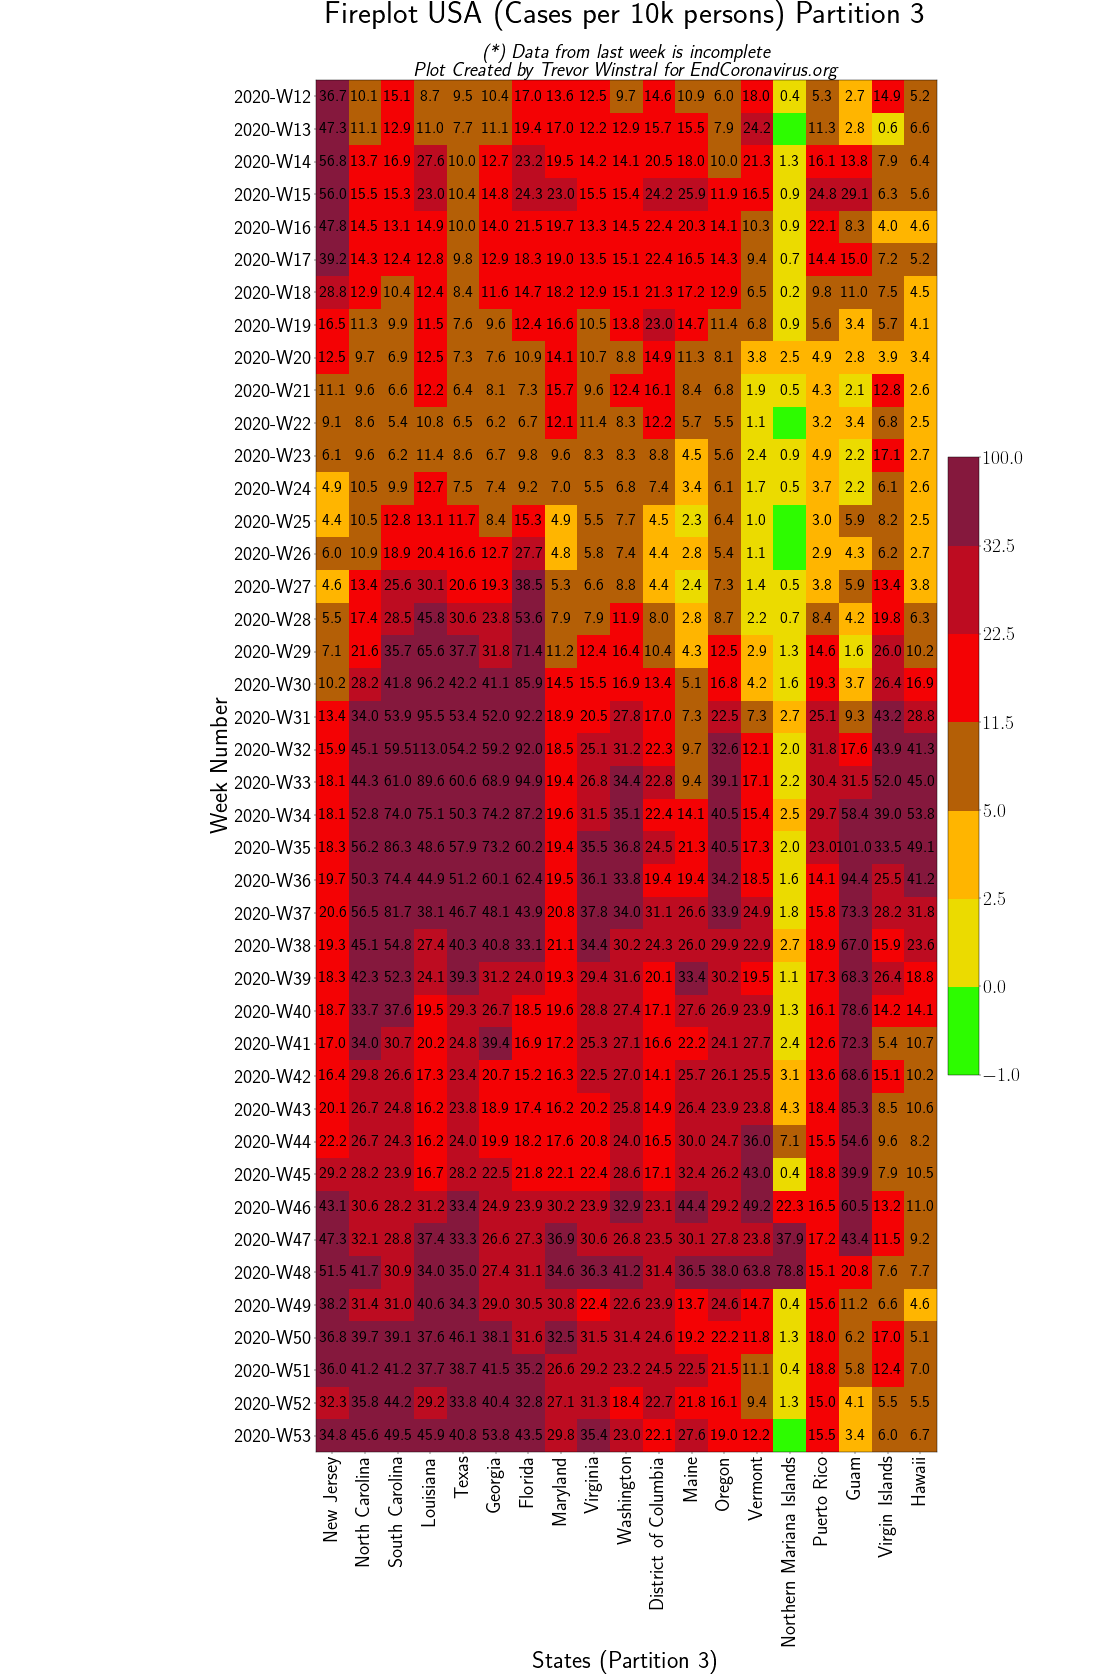 Fireplot USA (Cases per 10k persons) Partition 3
(*) Data from last week is incomplete
Plot Created by Trevor Winstral for EndCoronavirus.org
2020-W12 36.7 10.1 15.1 8.7 9.5 10.4 17.0 13.6 12.5 9.7 14.6 10.9 6.0 18.0 0.4 5.3 2.7 14.9 5.2
2020-W13 47.3 11.1 12.9 11.0 7.7 11.1 19.4 17.0 12.2 12.9 15.7 15.5 7.9 24.2 11.3 2.8 0.6 6.6
2020-W14 56.8 13.7 16.9 27.6 10.0 12.7 23.2 19.5 14.2 14.1 20.5 18.0 10.0 21.3 1.3 16.1 13.8 7.9 6.4
2020-W15 56.0 15.5 15.3 23.0 10.4 14.8 24.3 23.0 15.5 15.4 24.2 25.9 11.9 16.5 0.9 24.8 29.1 6.3 5.6
2020-W16 47.8 14.5 13.1 14.9 10.0 14.0 21.5 19.7 13.3 14.5 22.4 20.3 14.1 10.3 0.9 22.1 8.3 4.0 4.6
2020-W17 39.2 14.3 12.4 12.8 9.8 12.9 18.3 19.0 13.5 15.1 22.4 16.5 14.3 9.4 0.7 14.4 15.0 7.2 5.2
2020-W18 28.8 12.9 10.4 12.4 8.4 11.6 14.7 18.2 12.9 15.1 21.3 17.2 12.9 6.5 0.2 9.8 11.0 7.5 4.5
2020-W19 16.5 11.3 9.9 11.5 7.6 9.6 12.4 16.6 10.5 13.8 23.0 14.7 11.4 6.8 0.9 5.6 3.4 5.7 4.1
2020-W20 12.5 9.7 6.9 12.5 7.3 7.6 10.9 14.1 10.7 8.8 14.9 11.3 8.1 3.8 2.5 4.9 2.8 3.9 3.4
2020-W21 11.1 9.6 6.6 12.2 6.4 8.1 7.3 15.7 9.6 12.4 16.1 8.4 6.8 1.9 0.5 4.3 2.1 12.8 2.6
2020-W22 9.1 8.6 5.4 10.8 6.5 6.2 6.7 12.1 11.4 8.3 12.2 5.7 5.5 1.1 3.2 3.4 6.8 2.5
2020-W23 6.1 9.6 6.2 11.4 8.6 6.7 9.8 9.6 8.3 8.3 8.8 4.5 5.6 2.4 0.9 4.9 2.2 17.1 2.7
2020-W24 4.9 10.5 9.9 12.7 7.5 7.4 9.2 7.0 5.5 6.8 7.4 3.4 6.1 1.7 0.5 3.7 2.2 6.1 2.6
2020-W25 4.4 10.5 12.8 13.1 11.7 8.4 15.3 4.9 5.5 7.7 4.5 2.3 6.4 1.0 3.0 5.9 8.2 2.5
2020-W26 6.0 10.9 18.9 20.4 16.6 12.7 27.7 4.8 5.8 7.4 4.4 2.8 5.4 1.1 2.9 4.3 6.2 2.7
2020-W27 4.6 13.4 25.6 30.1 20.6 19.3 38.5 5.3 6.6 8.8 4.4 2.4 7.3 1.4 0.5 3.8 5.9 13.4 3.8
2020-W28 5.5 17.4 28.5 45.8 30.6 23.8 53.6 7.9 7.9 11.9 8.0 2.8 8.7 2.2 0.7 8.4 4.2 19.8 6.3
2020-W29 7.1 21.6 35.7 65.6 37.7 31.8 71.4 11.2 12.4 16.4 10.4 4.3 12.5 2.9 1.3 14.6 1.6 26.0 10.2
2020-W30 10.2 28.2 41.8 96.2 42.2 41.1 85.9 14.5 15.5 16.9 13.4 5.1 16.8 4.2 1.6 19.3 3.7 26.4 16.9
2020-W31 13.4 34.0 53.9 95.5 53.4 52.0 92.2 18.9 20.5 27.8 17.0 7.3 22.5 7.3 2.7 25.1 9.3 43.2 28.8
2020-W32 15.9 45.1 59.5 113.0 54.2 59.2 92.0 18.5 25.1 31.2 22.3 9.7 32.6 12.1 2.0 31.8 17.6 43.9 41.3
2020-W33 18.1 44.3 61.0 89.6 60.6 68.9 94.9 19.4 26.8 34.4 22.8 9.4 39.1 17.1 2.2 30.4 31.5 52.0 45.0
2020-W34 18.1 52.8 74.0 75.1 50.3 74.2 87.2 19.6 31.5 35.1 22.4 14.1 40.5 15.4 2.5 29.7 58.4 39.0 53.8
2020-W35 18.3 56.2 86.3 48.6 57.9 73.2 60.2 19.4 35.5 36.8 24.5 21.3 40.5 17.3 2.0 23.0 101.0 33.5 49.1
2020-W36 19.7 50.3 74.4 44.9 51.2 60.1 62.4 19.5 36.1 33.8 19.4 19.4 34.2 18.5 1.6 14.1 94.4 25.5 41.2
2020-W37 20.6 56.5 81.7 38.1 46.7 48.1 43.9 20.8 37.8 34.0 31.1 26.6 33.9 24.9 1.8 15.8 73.3 28.2 31.8
2020-W38 19.3 45.1 54.8 27.4 40.3 40.8 33.1 21.1 34.4 30.2 24.3 26.0 29.9 22.9 2.7 18.9 67.0 15.9 23.6
2020-W39 18.3 42.3 52.3 24.1 39.3 31.2 24.0 19.3 29.4 31.6 20.1 33.4 30.2 19.5 1.1 17.3 68.3 26.4 18.8
2020-W40 18.7 33.7 37.6 19.5 29.3 26.7 18.5 19.6 28.8 27.4 17.1 27.6 26.9 23.9 1.3 16.1 78.6 14.2 14.1
2020-W41 17.0 34.0 30.7 20.2 24.8 39.4 16.9 17.2 25.3 27.1 16.6 22.2 24.1 27.7 2.4 12.6 72.3 5.4 10.7
2020-W42 16.4 29.8 26.6 17.3 23.4 20.7 15.2 16.3 22.5 27.0 14.1 25.7 26.1 25.5 3.1 13.6 68.6 15.1 10.2
2020-W43 20.1 26.7 24.8 16.2 23.8 18.9 17.4 16.2 20.2 25.8 14.9 26.4 23.9 23.8 4.3 18.4 85.3 8.5 10.6
2020-W44 22.2 26.7 24.3 16.2 24.0 19.9 18.2 17.6 20.8 24.0 16.5 30.0 24.7 36.0 7.1 15.5 54.6 9.6 8.2
2020-W45 29.2 28.2 23.9 16.7 28.2 22.5 21.8 22.1 22.4 28.6 17.1 32.4 26.2 43.0 0.4 18.8 39.9 7.9 10.5
2020-W46 43.1 30.6 28.2 31.2 33.4 24.9 23.9 30.2 23.9 32.9 23.1 44.4 29.2 49.2 22.3 16.5 60.5 13.2 11.0
2020-W47 47.3 32.1 28.8 37.4 33.3 26.6 27.3 36.9 30.6 26.8 23.5 30.1 27.8 23.8 37.9 17.2 43.4 11.5 9.2
2020-W48 51.5 41.7 30.9 34.0 35.0 27.4 31.1 34.6 36.3 41.2 31.4 36.5 38.0 63.8 78.8 15.1 20.8 7.6 7.7
2020-W49 38.2 31.4 31.0 40.6 34.3 29.0 30.5 30.8 22.4 22.6 23.9 13.7 24.6 14.7 0.4 15.6 11.2 6.6 4.6
2020-W50 36.8 39.7 39.1 37.6 46.1 38.1 31.6 32.5 31.5 31.4 24.6 19.2 22.2 11.8 1.3 18.0 6.2 17.0 5.1
2020-W51 36.0 41.2 41.2 37.7 38.7 41.5 35.2 26.6 29.2 23.2 24.5 22.5 21.5 11.1 0.4 18.8 5.8 12.4 7.0
2020-W52 32.3 35.8 44.2 29.2 33.8 40.4 32.8 27.1 31.3 18.4 22.7 21.8 16.1 9.4 1.3 15.0 4.1 5.5 5.5
2020-W53 34.8 45.6 49.5 45.9 40.8 53.8 43.5 29.8 35.4 23.0 22.1 27.6 19.0 12.2 15.5 3.4 6.0 6.7
Week Number
New Jersey
North Carolina
South Carolina
Louisiana
Texas
Georgia
Florida
Maryland
Virginia
Washington
District of Columbia
Maine
Oregon
Vermont
Northern Mariana Islands
Puerto Rico
Guam
Virgin Islands
Hawaii
States (Partition 3)
100.0
32.5
22.5
11.5
5.0
2.5
0.0
−1.0